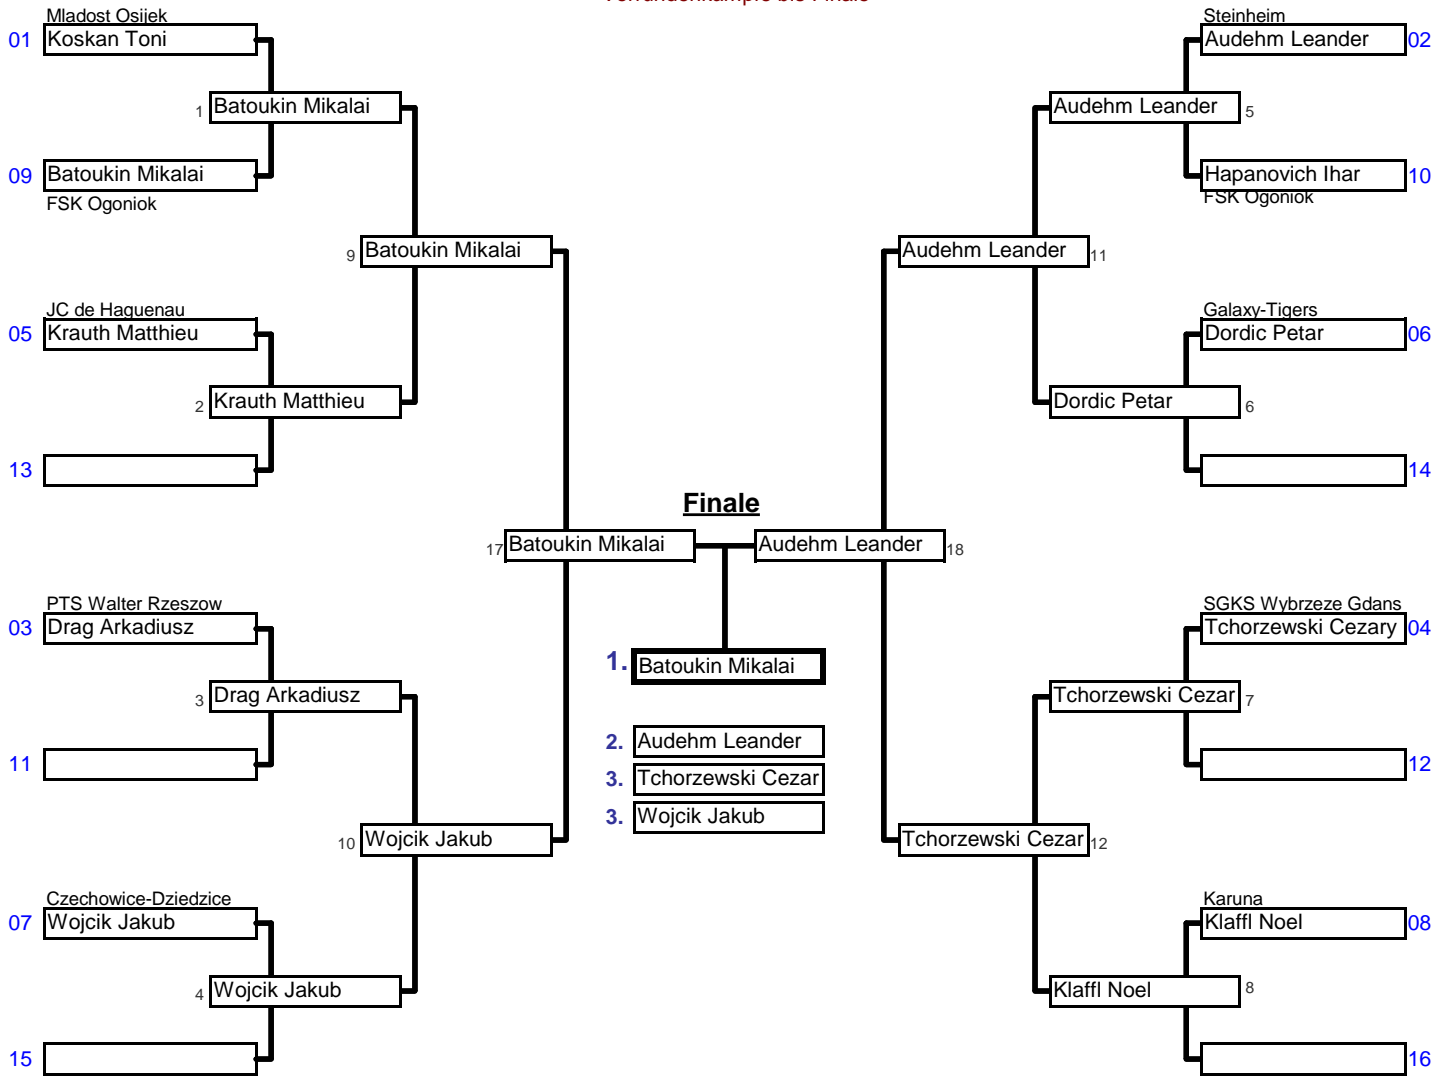 Vorrundenkämpfe bis Finale
Mladost Osijek
01 Koskan Toni
1 Batoukin Mikalai
09 Batoukin Mikalai
FSK Ogoniok
9 Batoukin Mikalai
JC de Haguenau
05 Krauth Matthieu
2 Krauth Matthieu
13
17 Batoukin Mikalai
PTS Walter Rzeszow
03 Drag Arkadiusz
3 Drag Arkadiusz
11
10 Wojcik Jakub
Czechowice-Dziedzice
07 Wojcik Jakub
4 Wojcik Jakub
15
Finale
1. Batoukin Mikalai
2. Audehm Leander
3. Tchorzewski Cezar
3. Wojcik Jakub
Steinheim
Audehm Leander 02
Audehm Leander 5
Hapanovich Ihar 10
FSK Ogoniok
Audehm Leander 11
Galaxy-Tigers
Dordic Petar 06
Dordic Petar 6
14
Audehm Leander 18
SGKS Wybrzeze Gdans
Tchorzewski Cezary 04
Tchorzewski Cezar 7
12
Tchorzewski Cezar 12
Karuna
Klaffl Noel 08
Klaffl Noel 8
16